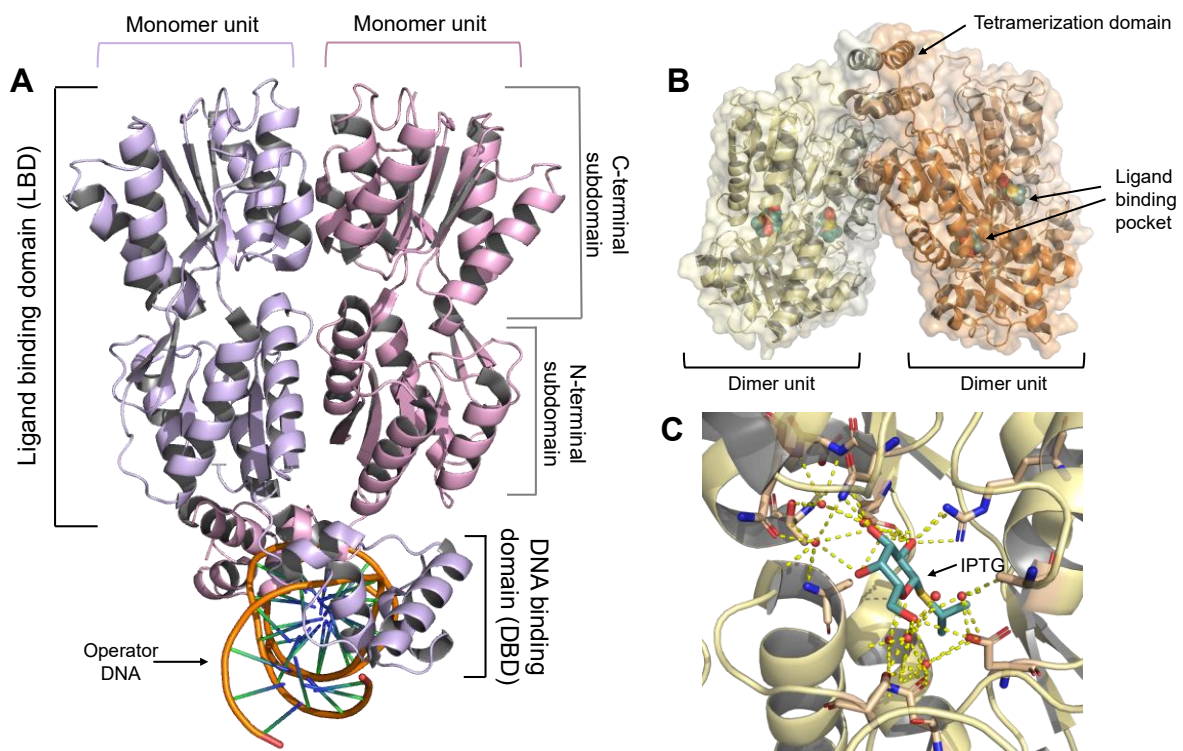 Monomer unit
Monomer unit
A
Ligand binding domain (LBD)
C-terminal
subdomain
N-terminal
subdomain
DNA binding
domain (DBD)
Operator
DNA
B
Tetramerization domain
Ligand
binding
pocket
Dimer unit
Dimer unit
C
IPTG